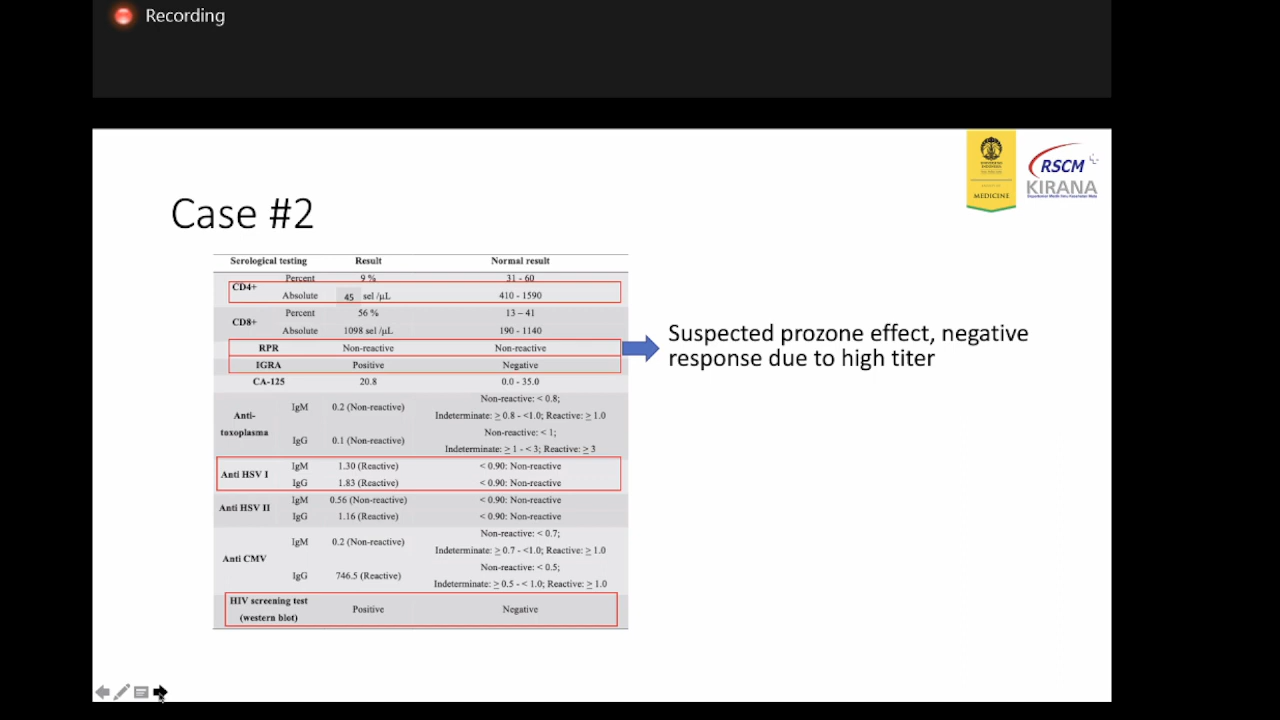 Recording
MEDICINE
RSCM
KIRANA
Case #2
Serological testing Result Normal result
CD4+ Percent 9 % 31 - 60
Absolute 45 sel /µL 410 - 1590
CD8+ Percent 56 % 13 – 41
Absolute 1098 sel /µL 190 - 1140
RPR Non-reactive Non-reactive
IGRA Positive Negative
CA-125 20.8 0.0 - 35.0
Anti-toxoplasma IgM 0.2 (Non-reactive) Non-reactive: < 0.8;
Indeterminate: ≥ 0.8 - <1.0; Reactive: ≥ 1.0
IgG 0.1 (Non-reactive) Non-reactive: < 1;
Indeterminate: ≥ 1 - < 3; Reactive: ≥ 3
Anti HSV I IgM 1.30 (Reactive) < 0.90: Non-reactive
IgG 1.83 (Reactive) < 0.90: Non-reactive
Anti HSV II IgM 0.56 (Non-reactive) < 0.90: Non-reactive
IgG 1.16 (Reactive) < 0.90: Non-reactive
Anti CMV IgM 0.2 (Non-reactive) Non-reactive: < 0.7;
Indeterminate: ≥ 0.7 - <1.0; Reactive: ≥ 1.0
IgG 746.5 (Reactive) Non-reactive: < 0.5;
Indeterminate: ≥ 0.5 - < 1.0; Reactive: ≥ 1.0
HIV screening test
(western blot) Positive Negative
Suspected prozone effect, negative
response due to high titer